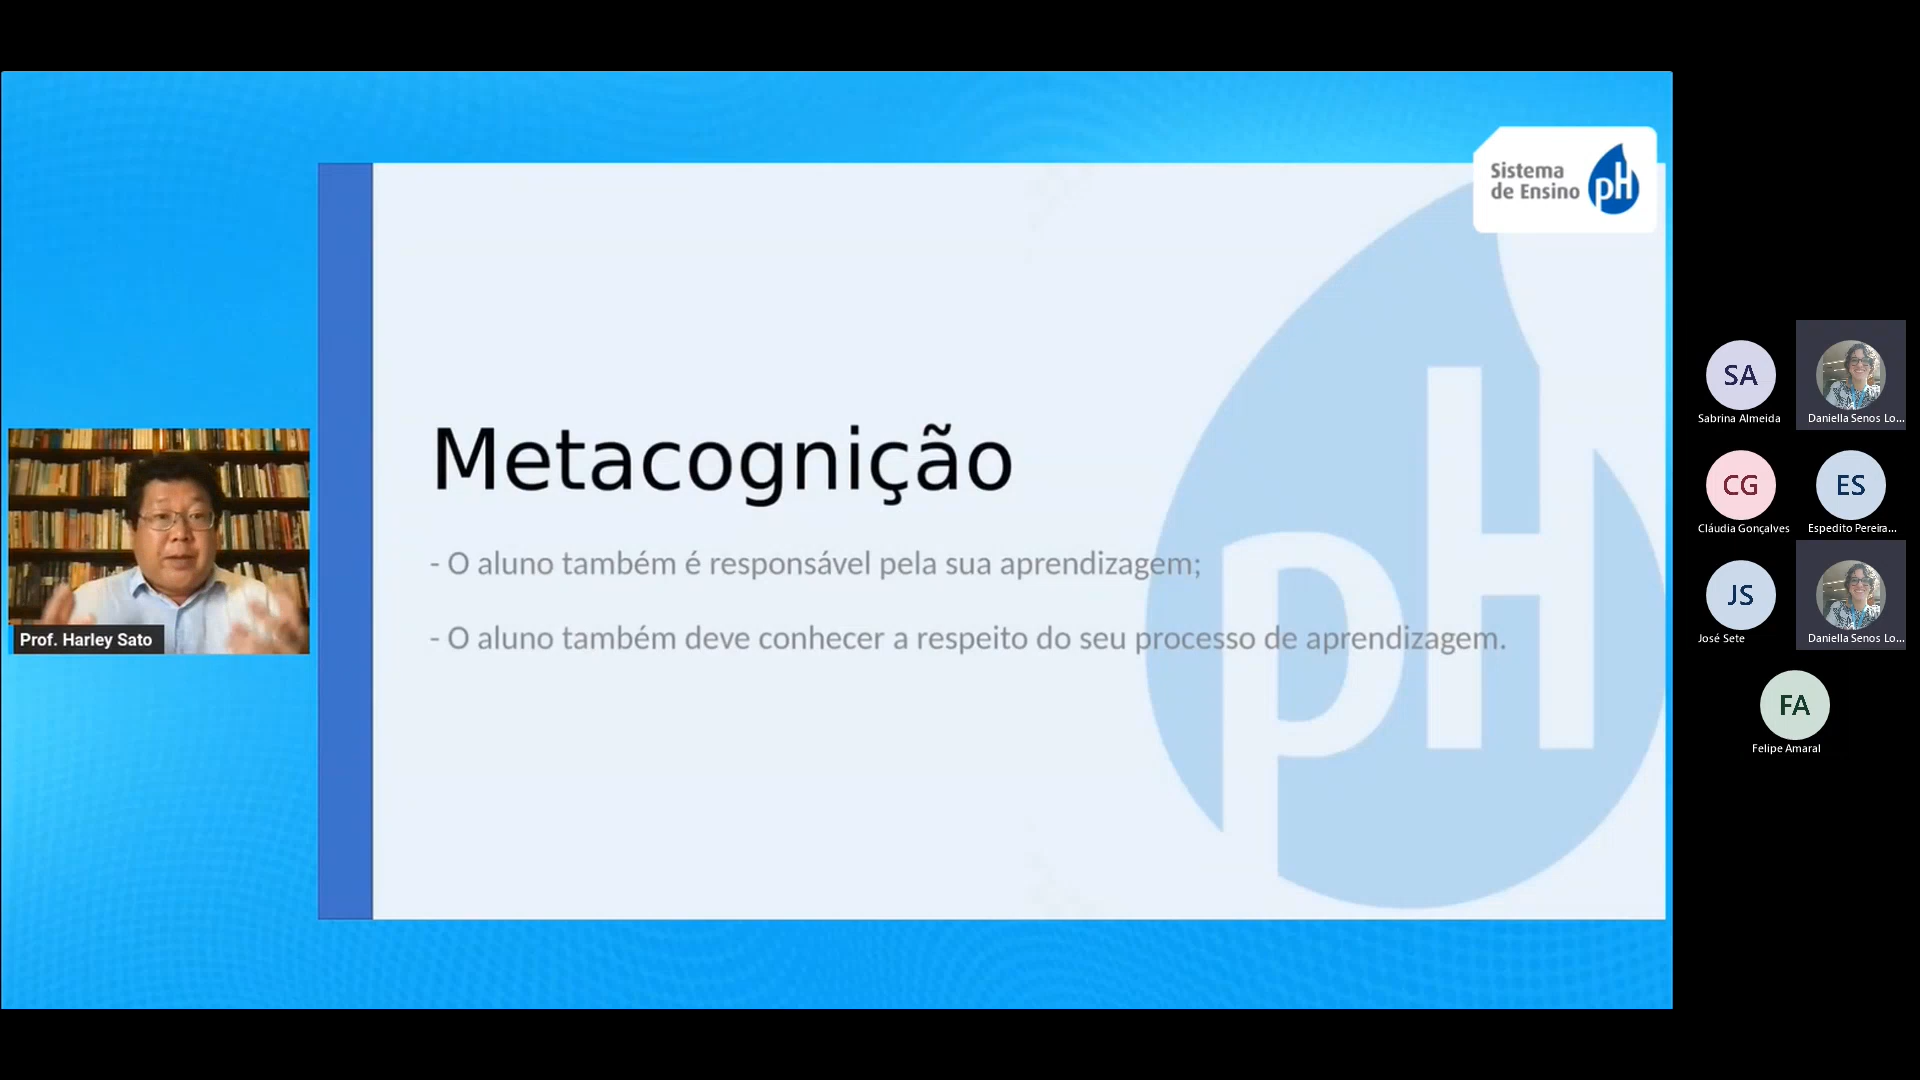 Sistema
de Ensino pH
Metacognição
- O aluno também é responsável pela sua aprendizagem;
- O aluno também deve conhecer a respeito do seu processo de aprendizagem.
pH
Prof. Harley Sato
SA
Sabrina Almeida
Daniella Senos Lo...
CG
Cláudia Gonçalves
ES
Espedito Pereira...
JS
José Sete
Daniella Senos Lo...
FA
Felipe Amaral